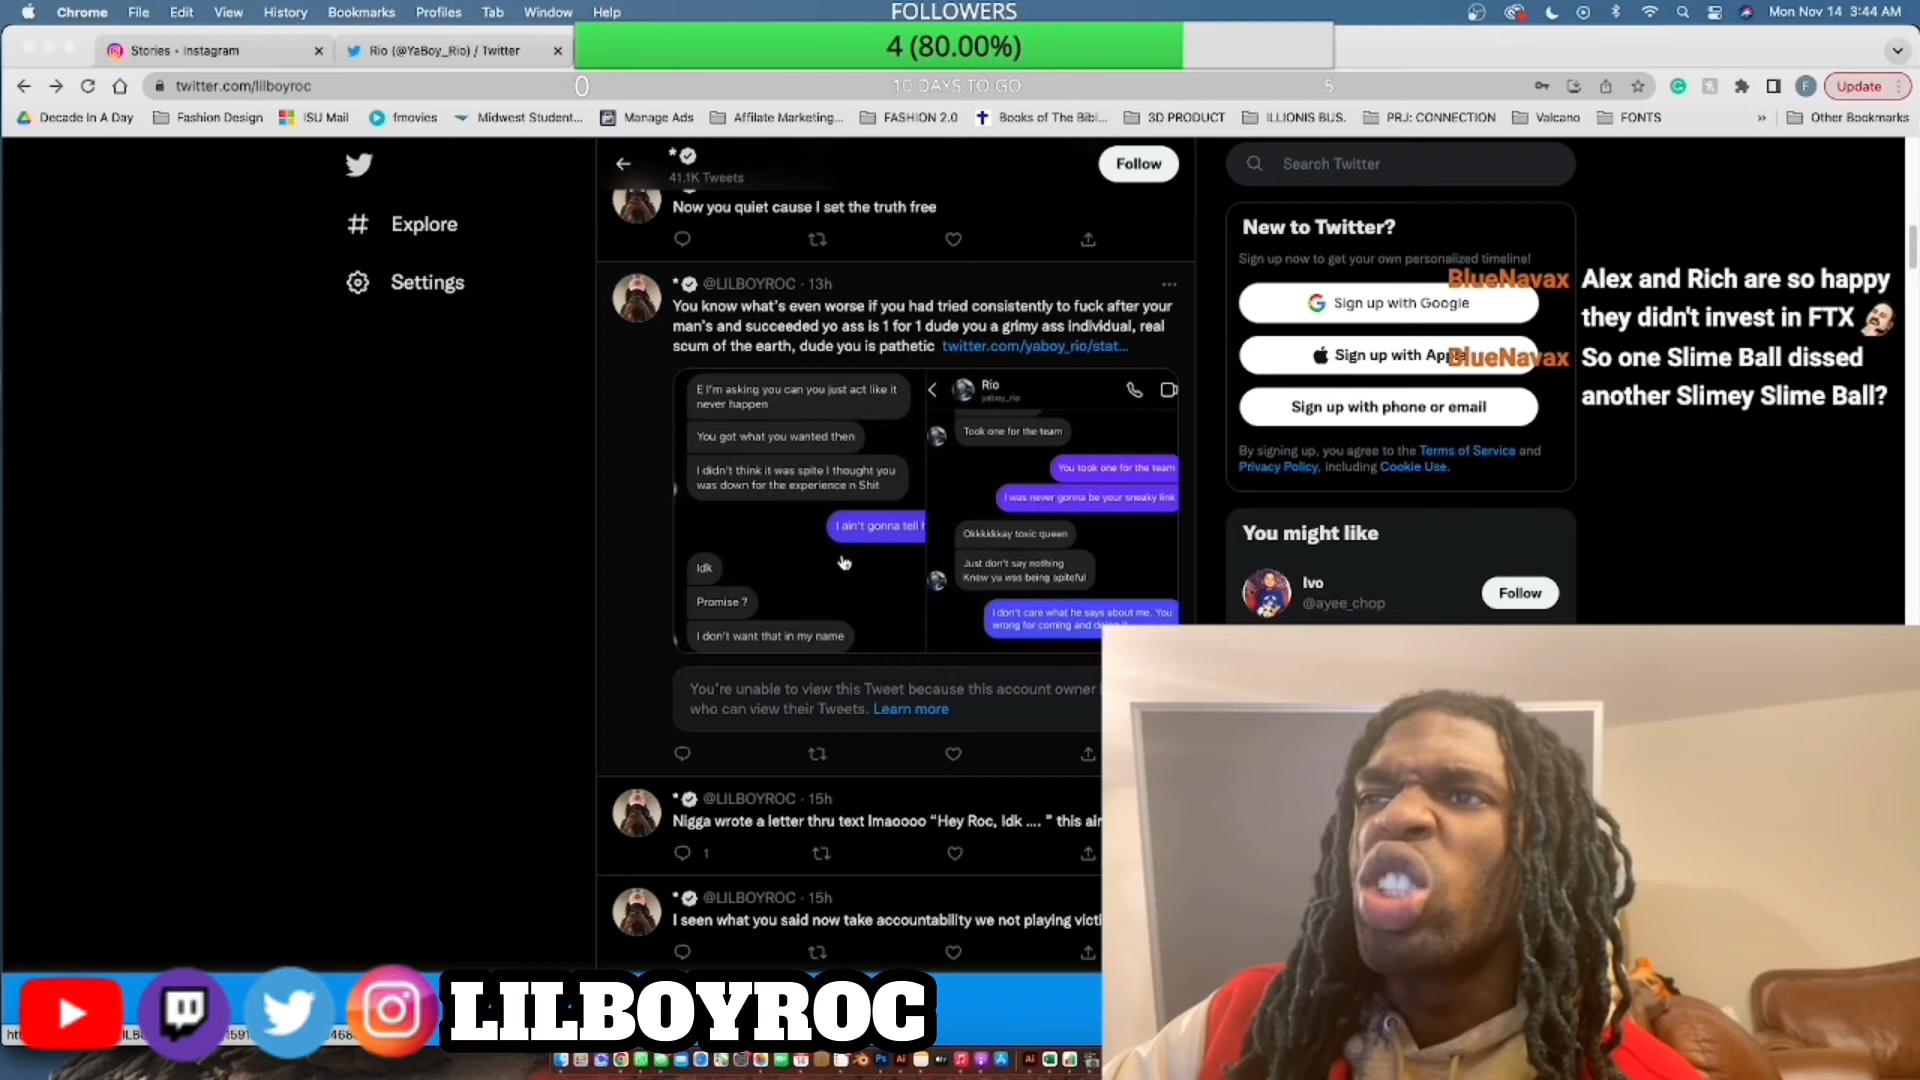 Chrome File Edit View History Bookmarks Profiles Tab Window Help
FOLLOWERS
Mon Nov 14 3:44 AM
Stories • Instagram
Rio (@YaBoy_Rio) / Twitter
4 (80.00%)
twitter.com/lilboyroc
0
10 DAYS TO GO
5
F
Update
Decade In A Day Fashion Design ISU Mail fmovies Midwest Student... Manage Ads Affilate Marketing... FASHION 2.0 Books of The Bibl... 3D PRODUCT ILLIONIS BUS. PRJ: CONNECTION Valcano FONTS » Other Bookmarks
Explore
Settings
*
41.1K Tweets
Follow
Now you quiet cause I set the truth free
* @LILBOYROC · 13h
You know what's even worse if you had tried consistently to fuck after your
man's and succeeded yo ass is 1 for 1 dude you a grimy ass individual, real
scum of the earth, dude you is pathetic twitter.com/yaboy_rio/stat...
E I'm asking you can you just act like it
never happen
You got what you wanted then
I didn't think it was spite I thought you
was down for the experience n Shit
I ain't gonna tell
Idk
Promise ?
I don't want that in my name
Rio
yaboy_rio
Took one for the team
You took one for the team
I was never gonna be your sneaky link
Okkkkkkay toxic queen
Just don't say nothing
Knew ya was being spiteful
I don't care what he says about me. You
wrong for coming and
You're unable to view this Tweet because this account owner
who can view their Tweets. Learn more
* @LILBOYROC · 15h
Nigga wrote a letter thru text lmaoooo "Hey Roc, Idk .... " this
1
* @LILBOYROC · 15h
I seen what you said now take accountability we not playing
Search Twitter
New to Twitter?
Sign up now to get your own personalized timeline!
Sign up with Google
Sign up with
Sign up with phone or email
By signing up, you agree to the Terms of Service and
Privacy Policy, including Cookie Use.
You might like
Ivo
@ayee_chop
Follow
BlueNavax Alex and Rich are so happy
they didn't invest in FTX
BlueNavax So one Slime Ball dissed
another Slimey Slime Ball?
LILBOYROC